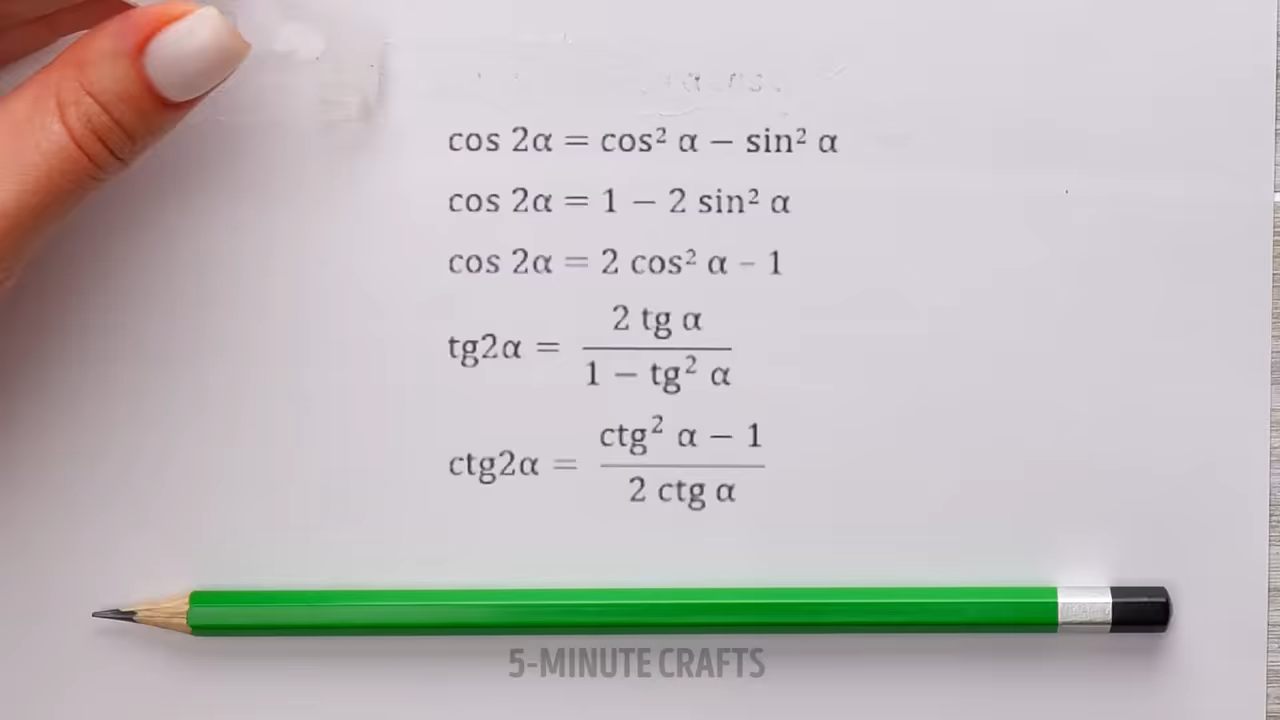 cos 2α = cos² α − sin² α
cos 2α = 1 − 2 sin² α
cos 2α = 2 cos² α - 1
tg2α = 2 tg α / 1 − tg² α
ctg2α = ctg² α − 1 / 2 ctg α
5-MINUTE CRAFTS